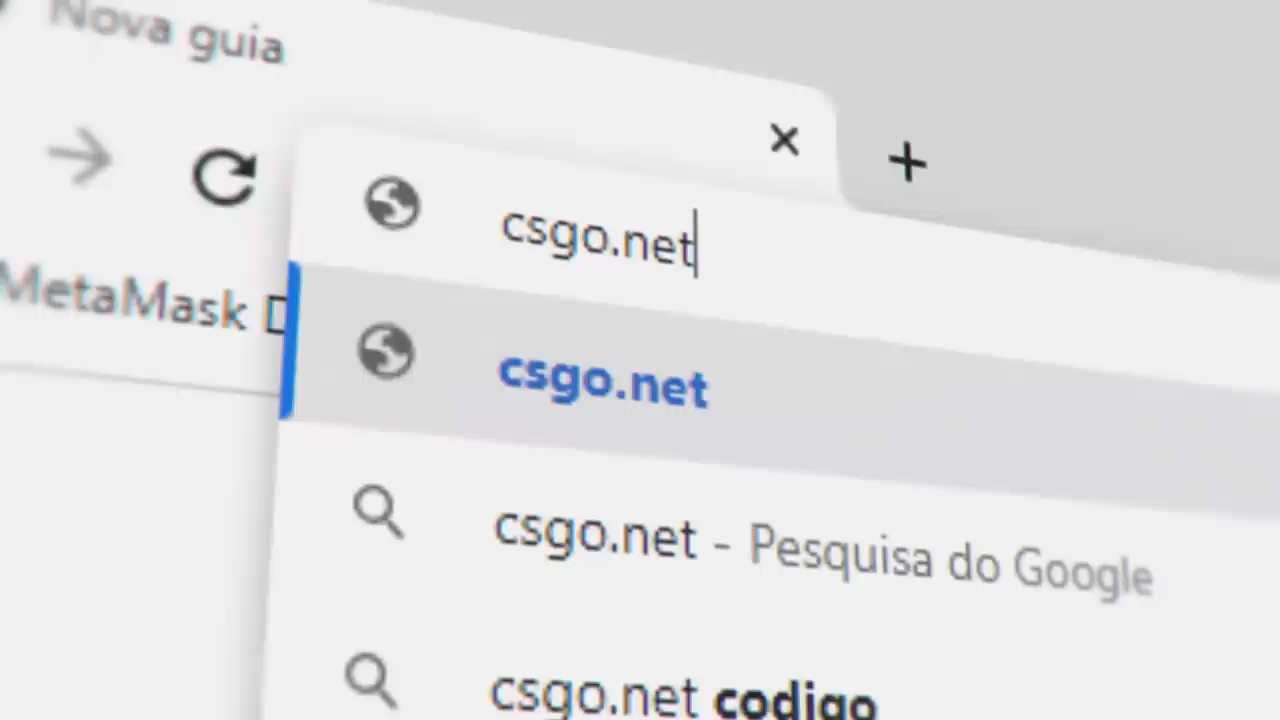 Nova guia
csgo.net
MetaMask
csgo.net
csgo.net - Pesquisa do Google
csgo.net codigo